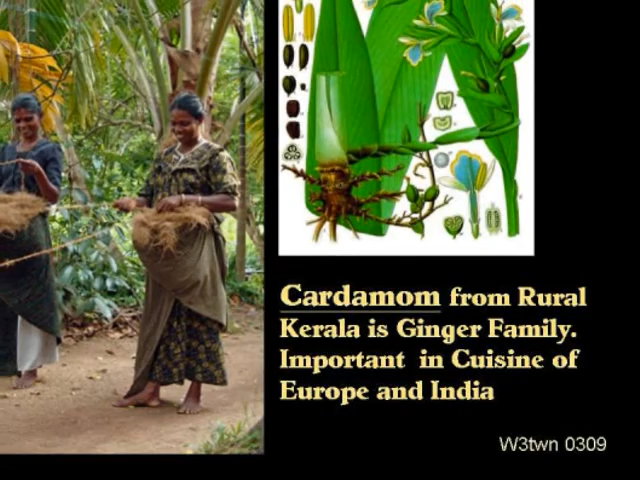 Cardamom from Rural
Kerala is Ginger Family.
Important in Cuisine of
Europe and India
W3twn 0309